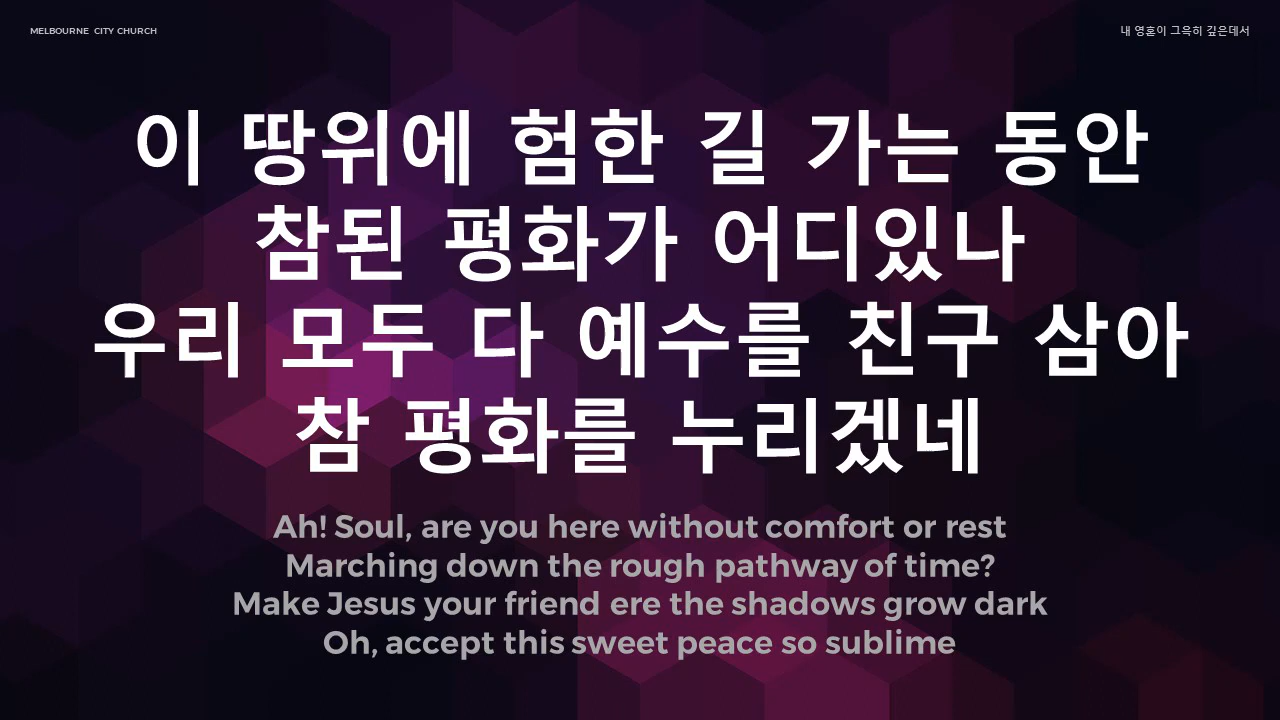 MELBOURNE CITY CHURCH
내 영혼이 그윽히 깊은데서
이 땅위에 험한 길 가는 동안
참된 평화가 어디있나
우리 모두 다 예수를 친구 삼아
참 평화를 누리겠네
Ah! Soul, are you here without comfort or rest
Marching down the rough pathway of time?
Make Jesus your friend ere the shadows grow dark
Oh, accept this sweet peace so sublime